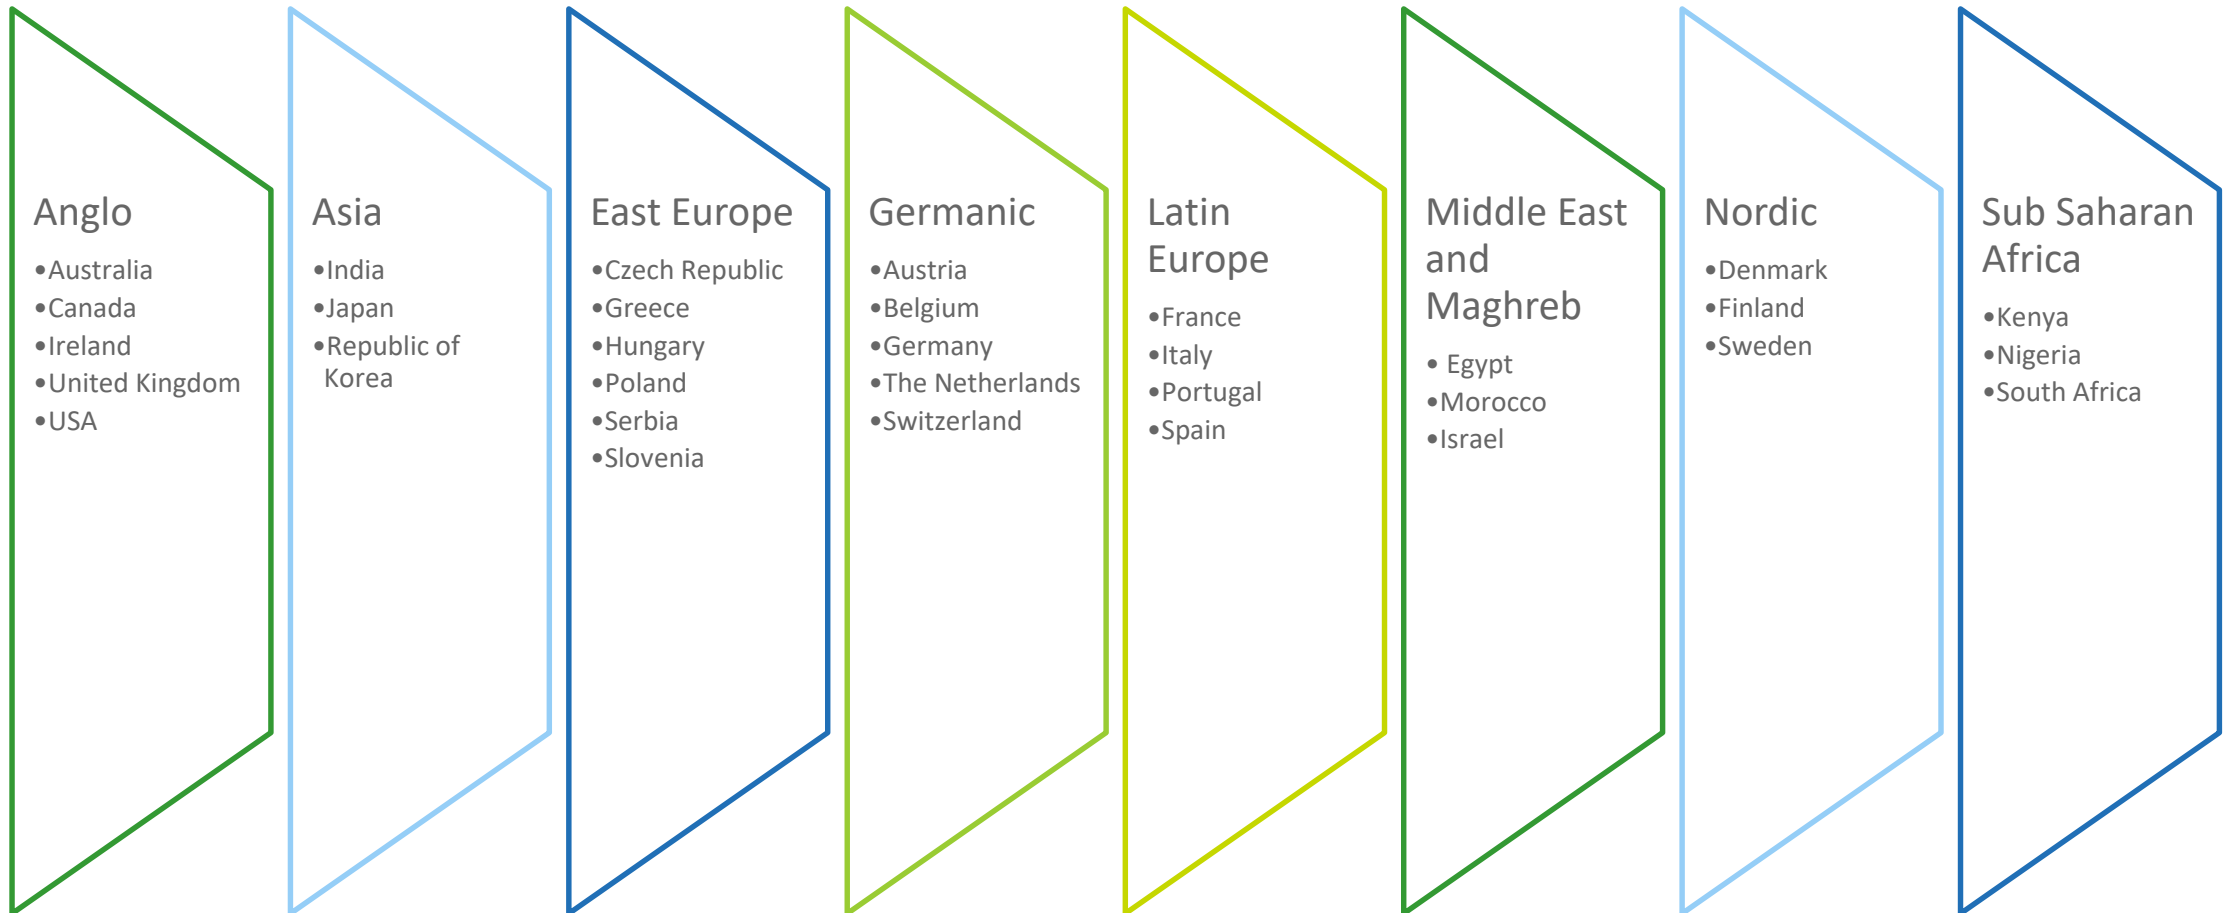 Anglo
•Australia
•Canada
•Ireland
•United Kingdom
•USA
Asia
•India
•Japan
•Republic of
Korea
East Europe
•Czech Republic
•Greece
•Hungary
•Poland
•Serbia
•Slovenia
Germanic
•Austria
•Belgium
•Germany
•The Netherlands
•Switzerland
Latin
Europe
•France
•Italy
•Portugal
•Spain
Middle East
and
Maghreb
• Egypt
•Morocco
•Israel
Nordic
•Denmark
•Finland
•Sweden
Sub Saharan
Africa
•Kenya
•Nigeria
•South Africa